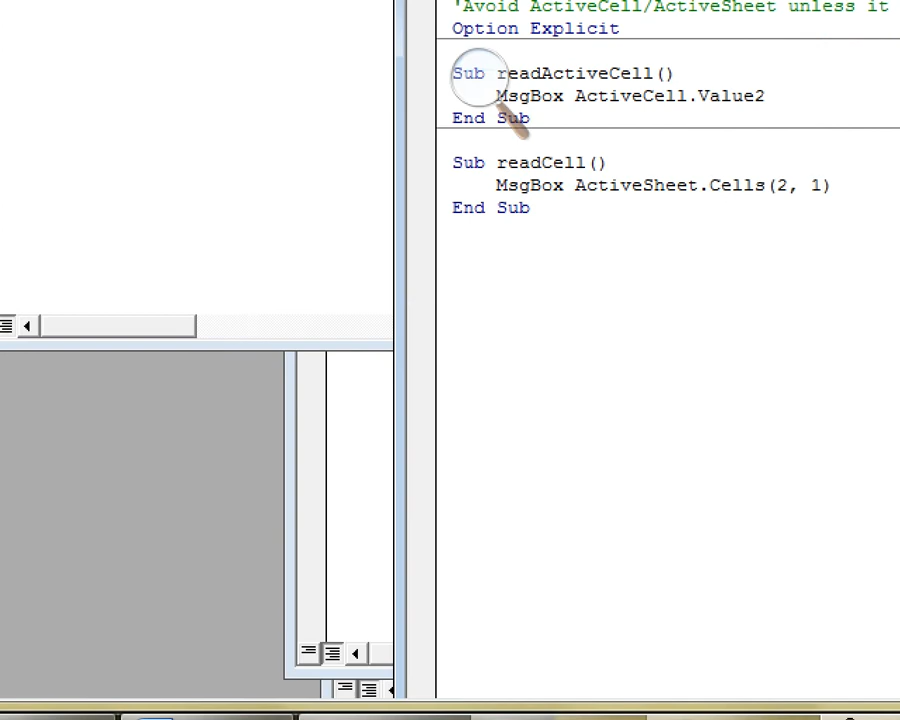 'Avoid ActiveCell/ActiveSheet unless it
Option Explicit
Sub readActiveCell()
MsgBox ActiveCell.Value2
End Sub
Sub readCell()
MsgBox ActiveSheet.Cells(2, 1)
End Sub